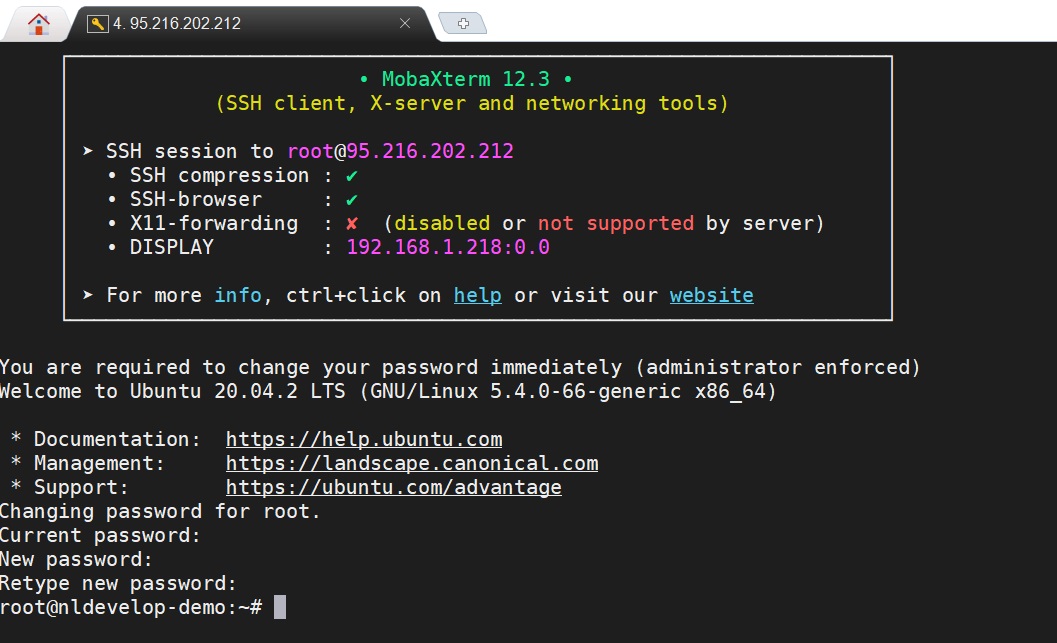 4. 95.216.202.212
• MobaXterm 12.3 •
(SSH client, X-server and networking tools)
➤ SSH session to root@95.216.202.212
• SSH compression : ✔
• SSH-browser     : ✔
• X11-forwarding  : ✘  (disabled or not supported by server)
• DISPLAY         : 192.168.1.218:0.0
➤ For more info, ctrl+click on help or visit our website
You are required to change your password immediately (administrator enforced)
Welcome to Ubuntu 20.04.2 LTS (GNU/Linux 5.4.0-66-generic x86_64)
* Documentation:  https://help.ubuntu.com
* Management:     https://landscape.canonical.com
* Support:        https://ubuntu.com/advantage
Changing password for root.
Current password:
New password:
Retype new password:
root@nldevelop-demo:~#